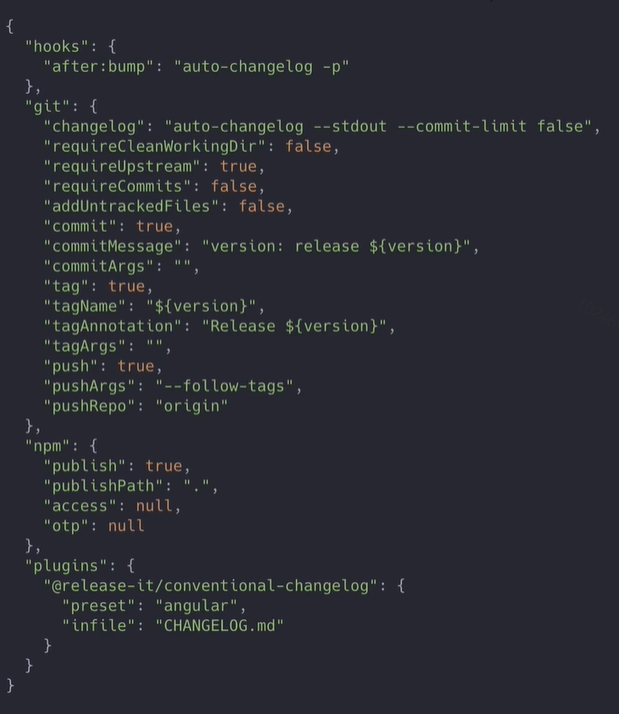 {
  "hooks": {
    "after:bump": "auto-changelog -p"
  },
  "git": {
    "changelog": "auto-changelog --stdout --commit-limit false",
    "requireCleanWorkingDir": false,
    "requireUpstream": true,
    "requireCommits": false,
    "addUntrackedFiles": false,
    "commit": true,
    "commitMessage": "version: release ${version}",
    "commitArgs": "",
    "tag": true,
    "tagName": "${version}",
    "tagAnnotation": "Release ${version}",
    "tagArgs": "",
    "push": true,
    "pushArgs": "--follow-tags",
    "pushRepo": "origin"
  },
  "npm": {
    "publish": true,
    "publishPath": ".",
    "access": null,
    "otp": null
  },
  "plugins": {
    "@release-it/conventional-changelog": {
      "preset": "angular",
      "infile": "CHANGELOG.md"
    }
  }
}